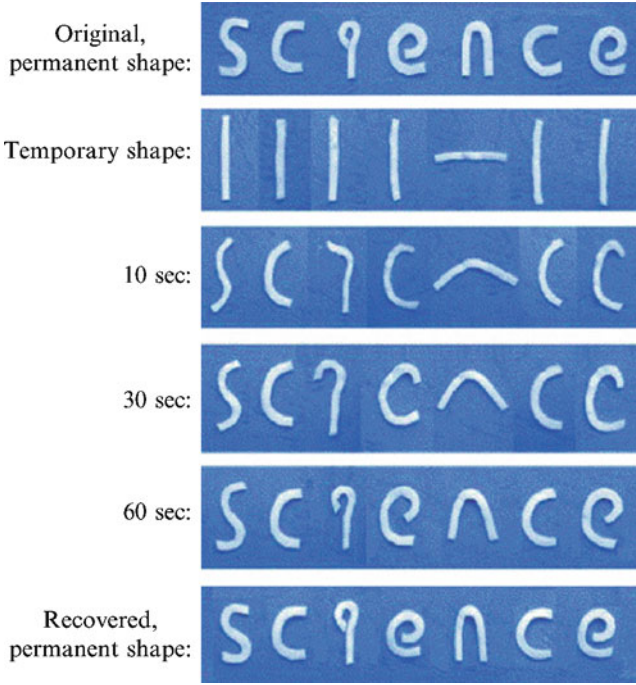 Original,
permanent shape: science
Temporary shape:
10 sec:
30 sec:
60 sec: science
Recovered,
permanent shape: science